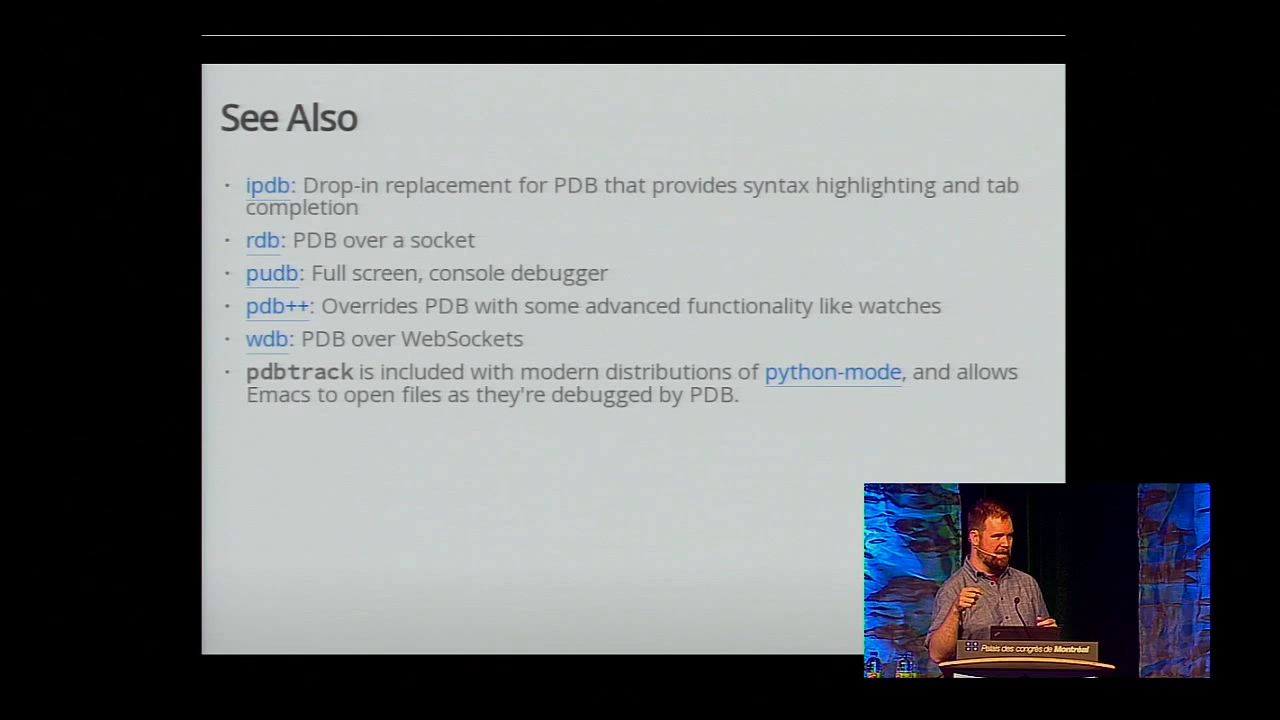 See Also
· ipdb: Drop-in replacement for PDB that provides syntax highlighting and tab
completion
· rdb: PDB over a socket
· pudb: Full screen, console debugger
· pdb++: Overrides PDB with some advanced functionality like watches
· wdb: PDB over WebSockets
· pdbtrack is included with modern distributions of python-mode, and allows
Emacs to open files as they're debugged by PDB.
Palais des congrès de Montréal